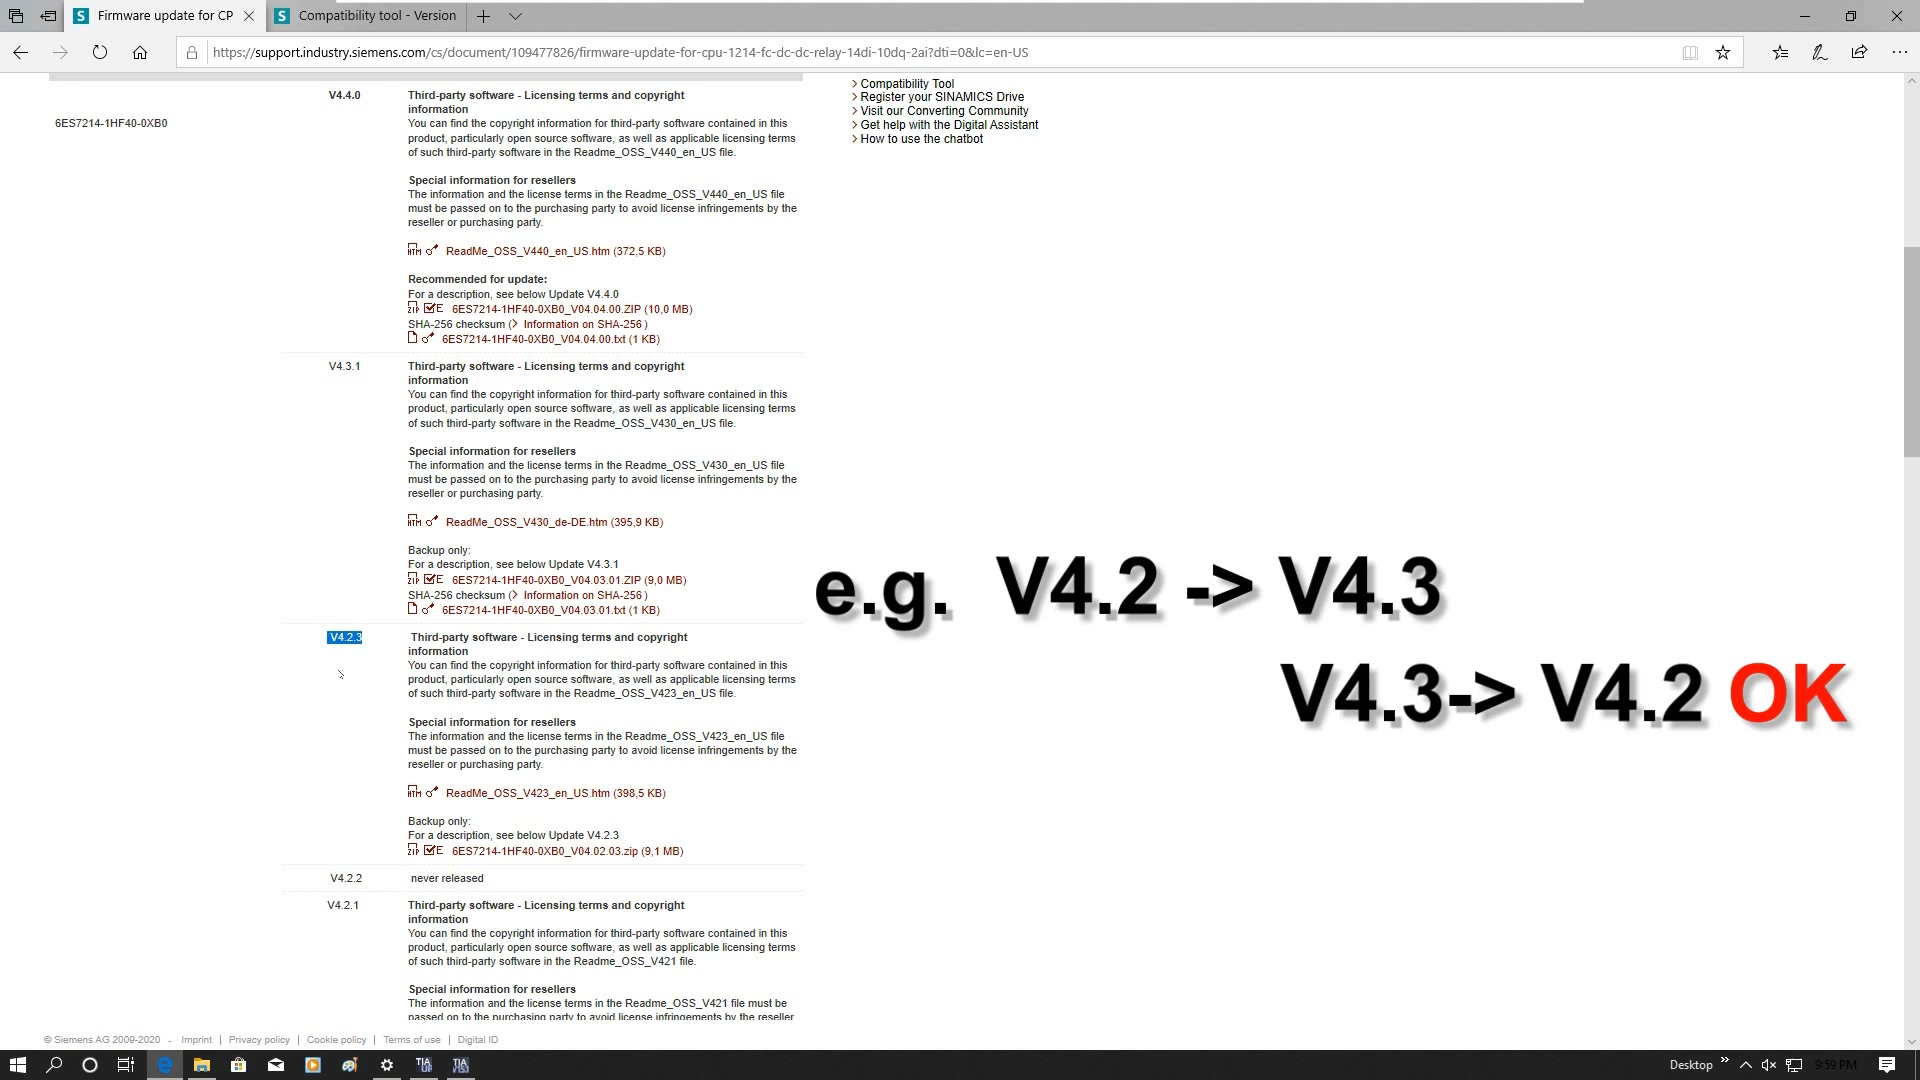 Firmware update for CP
Compatibility tool - Version
https://support.industry.siemens.com/cs/document/109477826/firmware-update-for-cpu-1214-fc-dc-dc-relay-14di-10dq-2ai?dti=0&lc=en-US
6ES7214-1HF40-0XB0
V4.4.0
Third-party software - Licensing terms and copyright
information
You can find the copyright information for third-party software contained in this
product, particularly open source software, as well as applicable licensing terms
of such third-party software in the Readme_OSS_V440_en_US file.
Special information for resellers
The information and the license terms in the Readme_OSS_V440_en_US file
must be passed on to the purchasing party to avoid license infringements by the
reseller or purchasing party.
HTM ReadMe_OSS_V440_en_US.htm (372,5 KB)
Recommended for update:
For a description, see below Update V4.4.0
ZIP E 6ES7214-1HF40-0XB0_V04.04.00.ZIP (10,0 MB)
SHA-256 checksum (> Information on SHA-256 )
6ES7214-1HF40-0XB0_V04.04.00.txt (1 KB)
V4.3.1
Third-party software - Licensing terms and copyright
information
You can find the copyright information for third-party software contained in this
product, particularly open source software, as well as applicable licensing terms
of such third-party software in the Readme_OSS_V430_en_US file.
Special information for resellers
The information and the license terms in the Readme_OSS_V430_en_US file
must be passed on to the purchasing party to avoid license infringements by the
reseller or purchasing party.
HTM ReadMe_OSS_V430_de-DE.htm (395,9 KB)
Backup only:
For a description, see below Update V4.3.1
ZIP E 6ES7214-1HF40-0XB0_V04.03.01.ZIP (9,0 MB)
SHA-256 checksum (> Information on SHA-256 )
6ES7214-1HF40-0XB0_V04.03.01.txt (1 KB)
V4.2.3
Third-party software - Licensing terms and copyright
information
You can find the copyright information for third-party software contained in this
product, particularly open source software, as well as applicable licensing terms
of such third-party software in the Readme_OSS_V423_en_US file.
Special information for resellers
The information and the license terms in the Readme_OSS_V423_en_US file
must be passed on to the purchasing party to avoid license infringements by the
reseller or purchasing party.
HTM ReadMe_OSS_V423_en_US.htm (398,5 KB)
Backup only:
For a description, see below Update V4.2.3
ZIP E 6ES7214-1HF40-0XB0_V04.02.03.zip (9,1 MB)
V4.2.2 never released
V4.2.1
Third-party software - Licensing terms and copyright
information
You can find the copyright information for third-party software contained in this
product, particularly open source software, as well as applicable licensing terms
of such third-party software in the Readme_OSS_V421 file.
Special information for resellers
The information and the license terms in the Readme_OSS_V421 file must be
passed on to the purchasing party to avoid license infringements by the reseller
> Compatibility Tool
> Register your SINAMICS Drive
> Visit our Converting Community
> Get help with the Digital Assistant
> How to use the chatbot
e.g. V4.2 -> V4.3
V4.3-> V4.2 OK
© Siemens AG 2009-2020 - Imprint | Privacy policy | Cookie policy | Terms of use | Digital ID
Desktop
9:59 PM